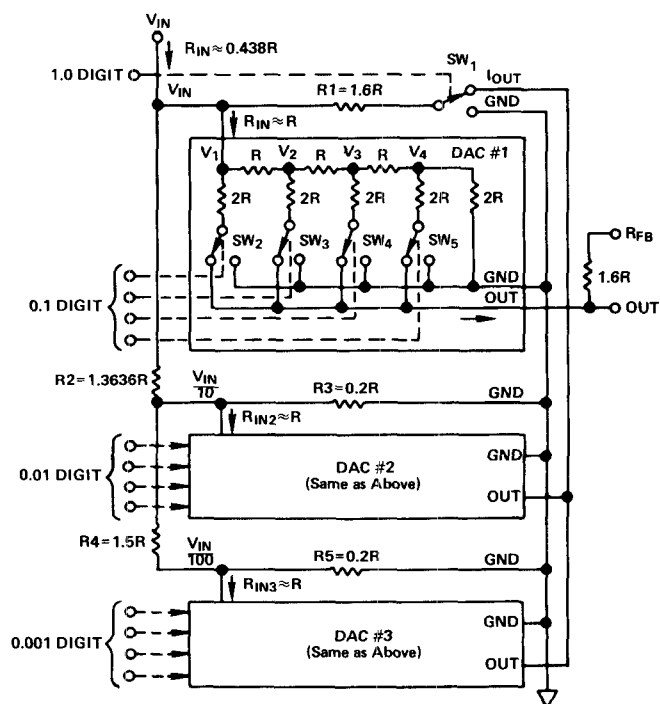 VIN
RIN≈0.438R
1.0 DIGIT
SW1
IOUT
VIN
R1=1.6R
GND
RIN≈R
DAC #1
V1 R V2 R V3 R V4
2R 2R 2R 2R 2R
SW2 SW3 SW4 SW5
RFB
1.6R
0.1 DIGIT
GND
OUT
OUT
R2=1.3636R
VIN
10
R3=0.2R
GND
RIN2≈R
0.01 DIGIT
DAC #2
(Same as Above)
GND
OUT
R4=1.5R
VIN
100
R5=0.2R
GND
RIN3≈R
0.001 DIGIT
DAC #3
(Same as Above)
GND
OUT